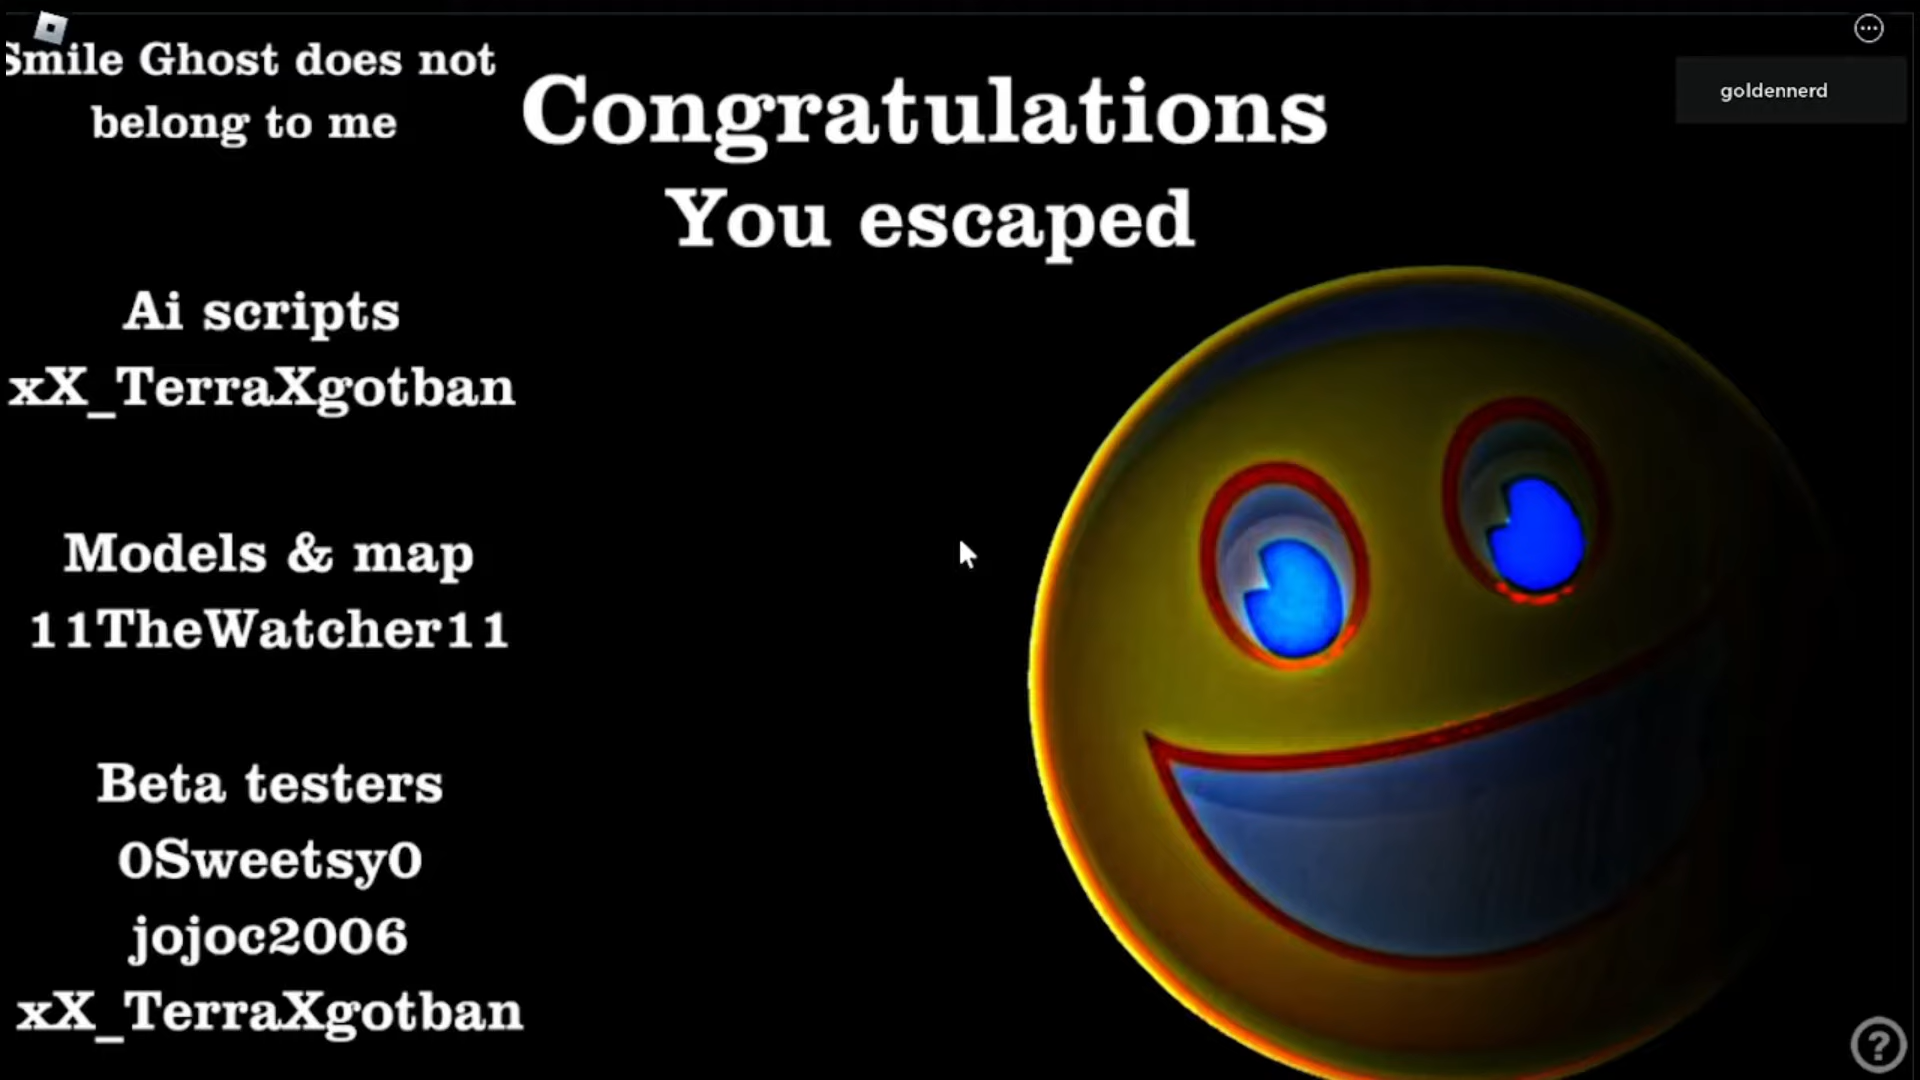 Smile Ghost does not
belong to me
Congratulations
You escaped
goldennerd
Ai scripts
xX_TerraXgotban
Models & map
11TheWatcher11
Beta testers
0Sweetsy0
jojoc2006
xX_TerraXgotban
?